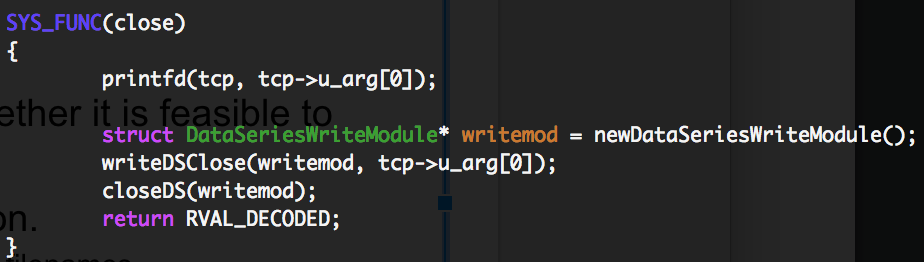 SYS_FUNC(close)
{
printfd(tcp, tcp->u_arg[0]);
ether it is feasible to
struct DataSeriesWriteModule* writemod = newDataSeriesWriteModule();
writeDSClose(writemod, tcp->u_arg[0]);
closeDS(writemod);
return RVAL_DECODED;
on.
}
filenames